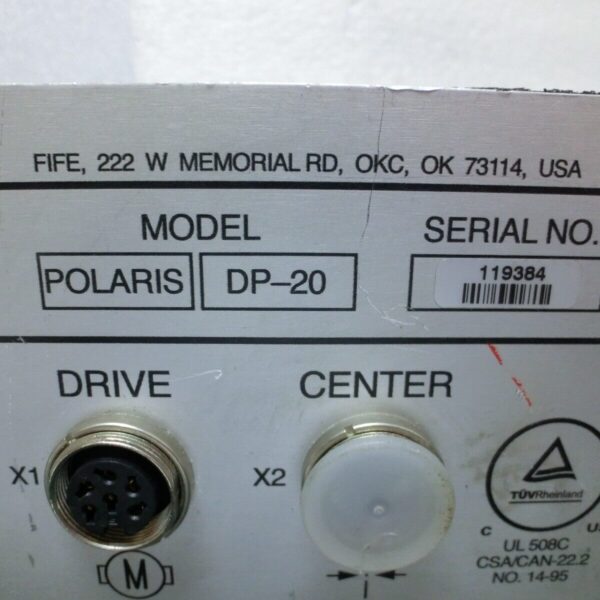 FIFE, 222 W MEMORIAL RD, OKC, OK 73114, USA
MODEL SERIAL NO.
POLARIS DP-20 119384
DRIVE CENTER
X1 X2
TÜVRheinland
C US
UL 508C
CSA/CAN-22.2
NO. 14-95
M